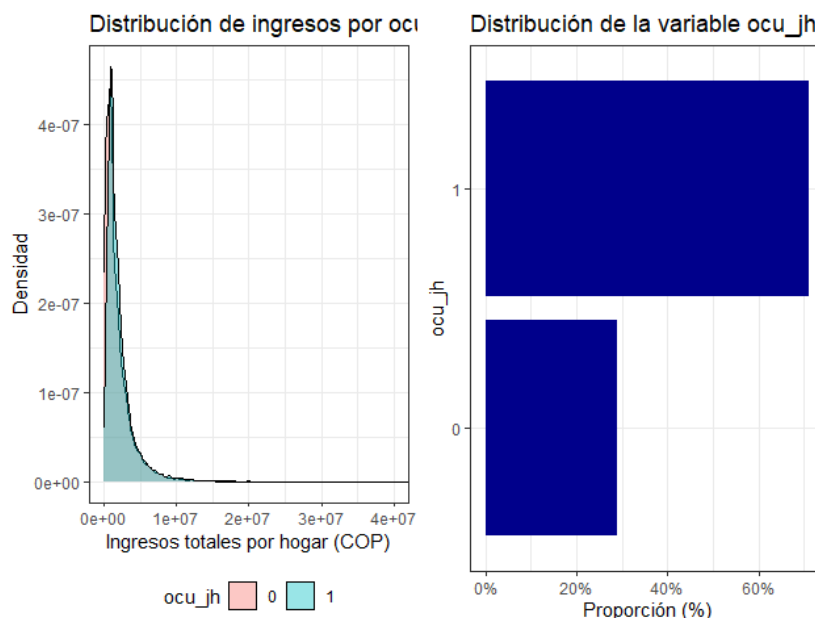 Distribución de ingresos por ocu
Densidad
4e-07
3e-07
2e-07
1e-07
0e+00
0e+00 1e+07 2e+07 3e+07 4e+07
Ingresos totales por hogar (COP)
ocu_jh 0 1
Distribución de la variable ocu_jh
ocu_jh
1
0
0% 20% 40% 60%
Proporción (%)